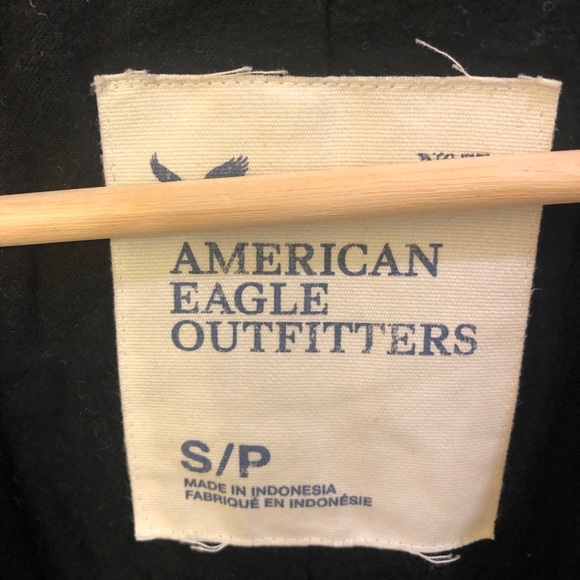 AMERICAN
EAGLE
OUTFITTERS
S/P
MADE IN INDONESIA
FABRIQUÉ EN INDONÉSIE